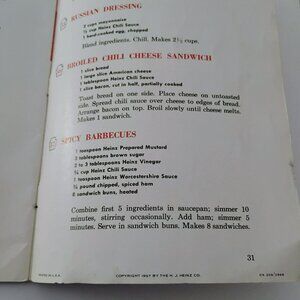 RUSSIAN DRESSING
2 cups mayonnaise
½ cup Heinz Chili Sauce
1 hard-cooked egg, chopped
Blend ingredients. Chill. Makes 2½ cups.
BROILED CHILI CHEESE SANDWICH
1 slice bread
1 large slice American cheese
1 tablespoon Heinz Chili Sauce
1 slice bacon, cut in half, partially cooked
Toast bread on one side. Place cheese on untoasted
side. Spread chili sauce over cheese to edges of bread.
Arrange bacon on top. Broil slowly until cheese melts.
Makes 1 sandwich.
SPICY BARBECUES
1 teaspoon Heinz Prepared Mustard
2 tablespoons brown sugar
2 to 3 tablespoons Heinz Vinegar
¾ cup Heinz Chili Sauce
1 teaspoon Heinz Worcestershire Sauce
¾ pound chipped, spiced ham
8 sandwich buns, heated
Combine first 5 ingredients in saucepan; simmer 10
minutes, stirring occasionally. Add ham; simmer 5
minutes. Serve in sandwich buns. Makes 8 sandwiches.
31
COPYRIGHT 1957 BY THE H. J. HEINZ CO.